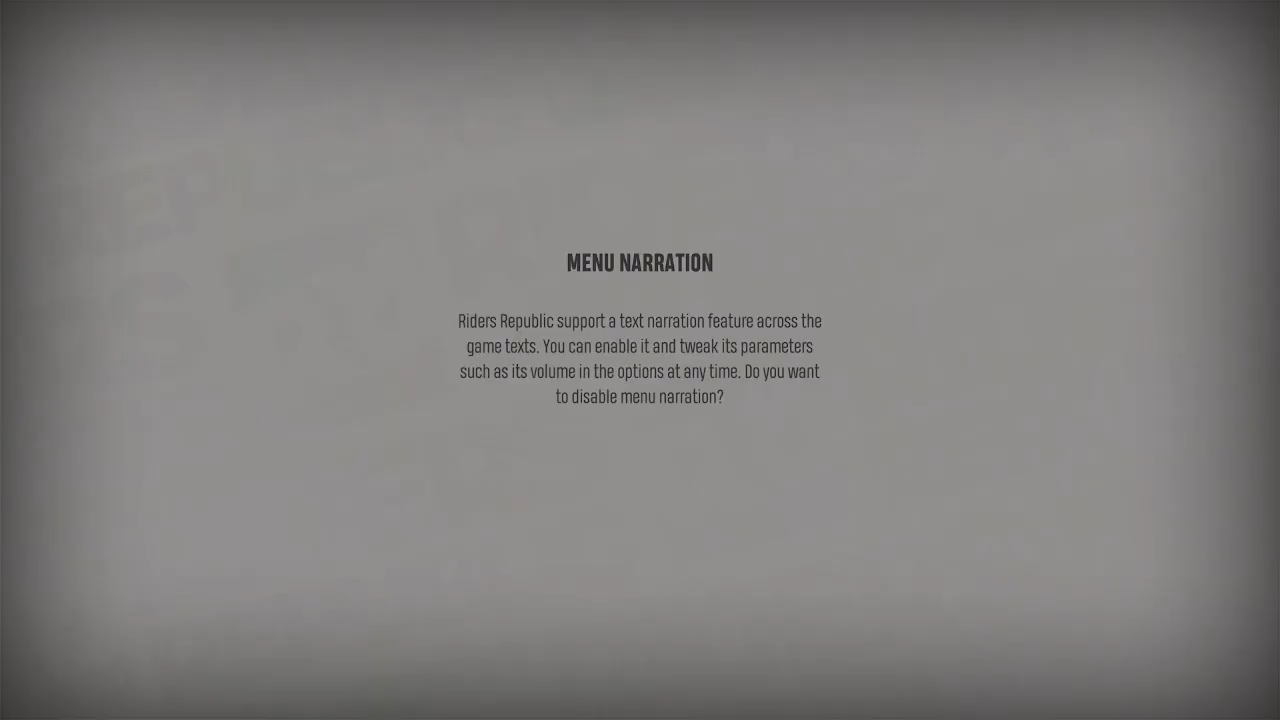 MENU NARRATION
Riders Republic support a text narration feature across the
game texts. You can enable it and tweak its parameters
such as its volume in the options at any time. Do you want
to disable menu narration?